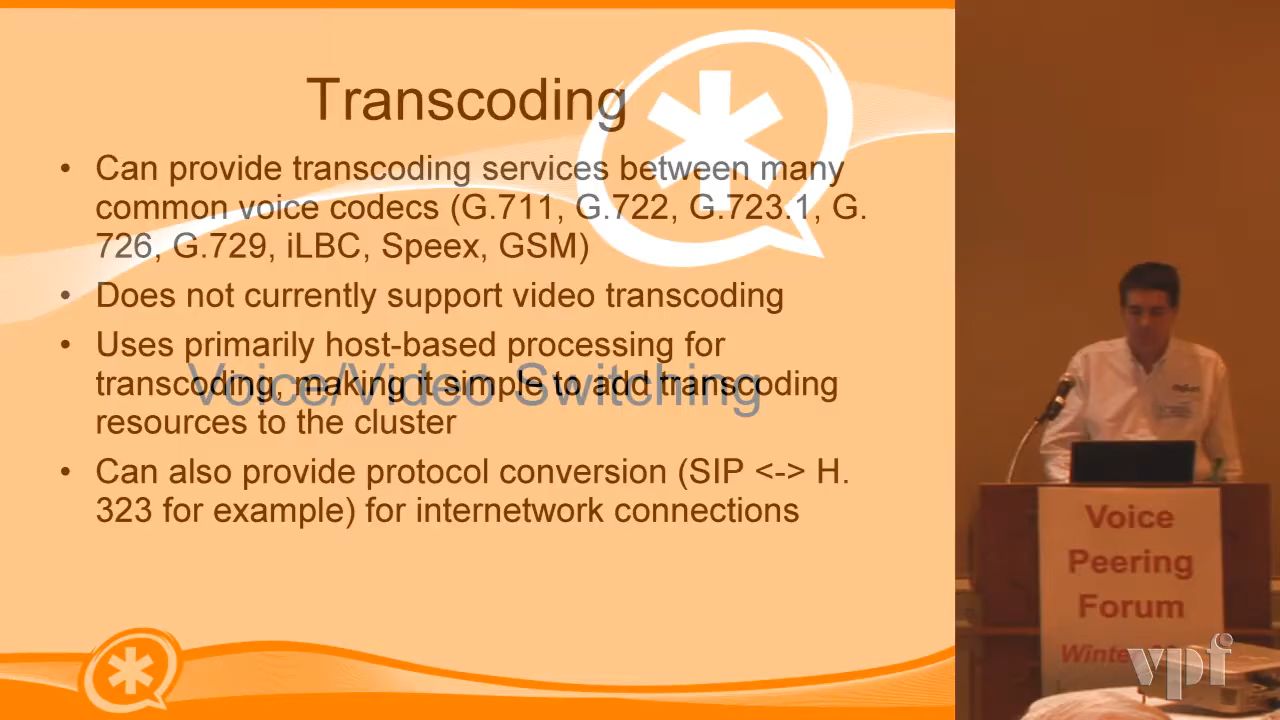 Transcoding
• Can provide transcoding services between many
common voice codecs (G.711, G.722, G.723.1, G.
726, G.729, iLBC, Speex, GSM)
• Does not currently support video transcoding
• Uses primarily host-based processing for
transcoding, making it simple to add transcoding
resources to the cluster
Voice/Video Switching
• Can also provide protocol conversion (SIP <-> H.
323 for example) for internetwork connections
Voice
Peering
Forum
vpf